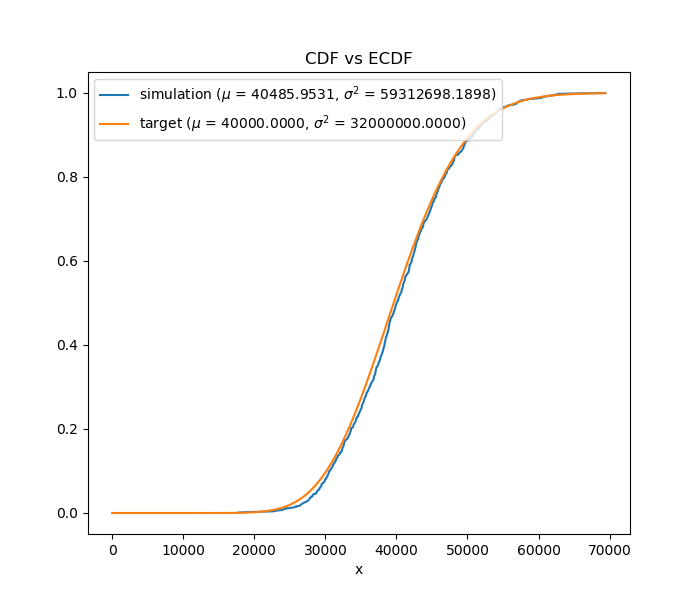 CDF vs ECDF
simulation (μ = 40485.9531, σ² = 59312698.1898)
target (μ = 40000.0000, σ² = 32000000.0000)
1.0
0.8
0.6
0.4
0.2
0.0
0 10000 20000 30000 40000 50000 60000 70000
x